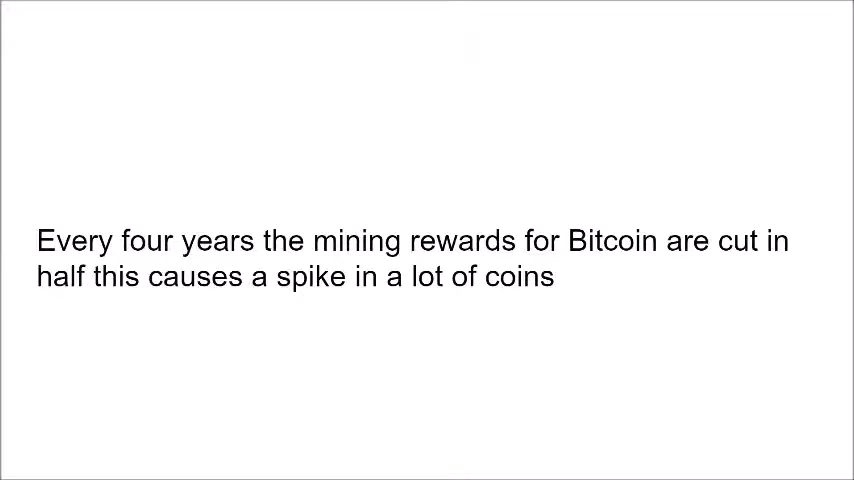 Every four years the mining rewards for Bitcoin are cut in
half this causes a spike in a lot of coins